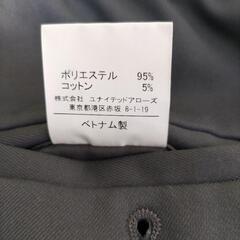 ポリエステル 95%
コットン 5%
株式会社 ユナイテッドアローズ
東京都港区赤坂 8-1-19
ベトナム製